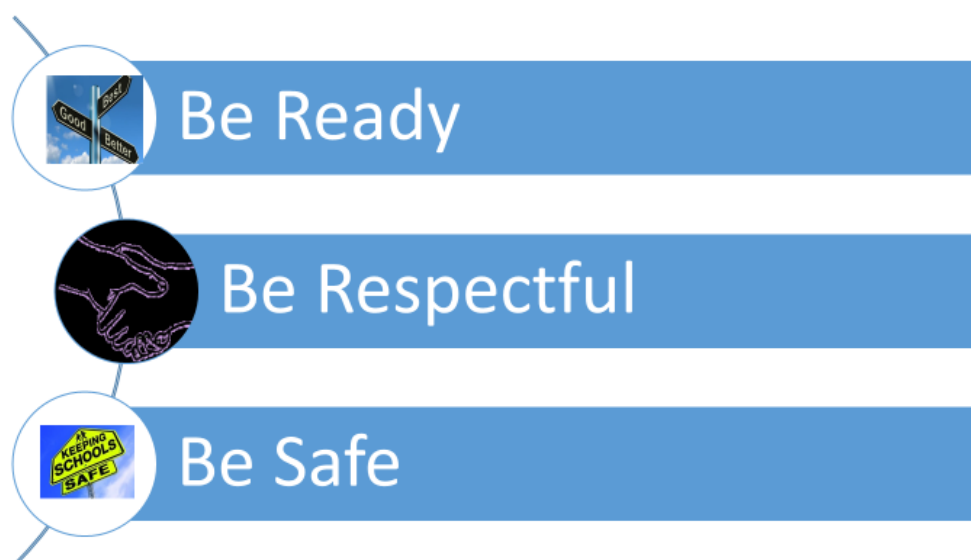 Best
Good
Better
Be Ready
Be Respectful
KEEPING
SCHOOLS
SAFE
Be Safe